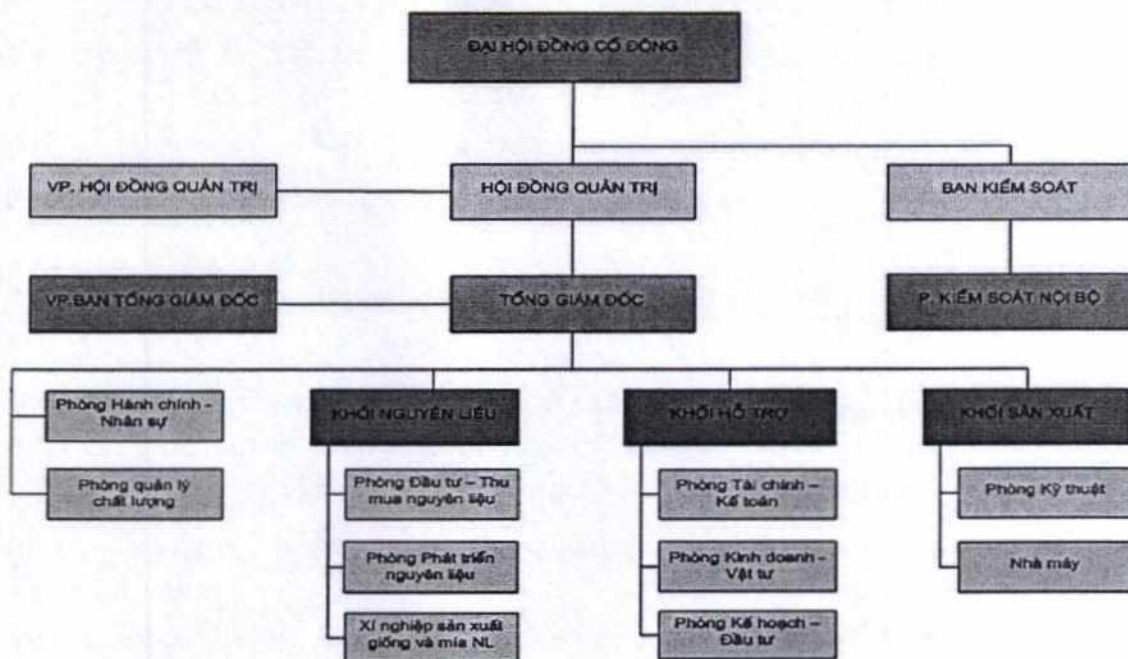 ĐẠI HỘI ĐỒNG CỔ ĐÔNG
VP. HỘI ĐỒNG QUẢN TRỊ
HỘI ĐỒNG QUẢN TRỊ
BAN KIỂM SOÁT
VP.BAN TỔNG GIÁM ĐỐC
TỔNG GIÁM ĐỐC
P. KIỂM SOÁT NỘI BỘ
Phòng Hành chính -
Nhân sự
Phòng quản lý
chất lượng
KHỐI NGUYÊN LIỆU
Phòng Đầu tư – Thu
mua nguyên liệu
Phòng Phát triển
nguyên liệu
Xí nghiệp sản xuất
giống và mía NL
KHỐI HỖ TRỢ
Phòng Tài chính –
Kế toán
Phòng Kinh doanh -
Vật tư
Phòng Kế hoạch –
Đầu tư
KHỐI SẢN XUẤT
Phòng Kỹ thuật
Nhà máy